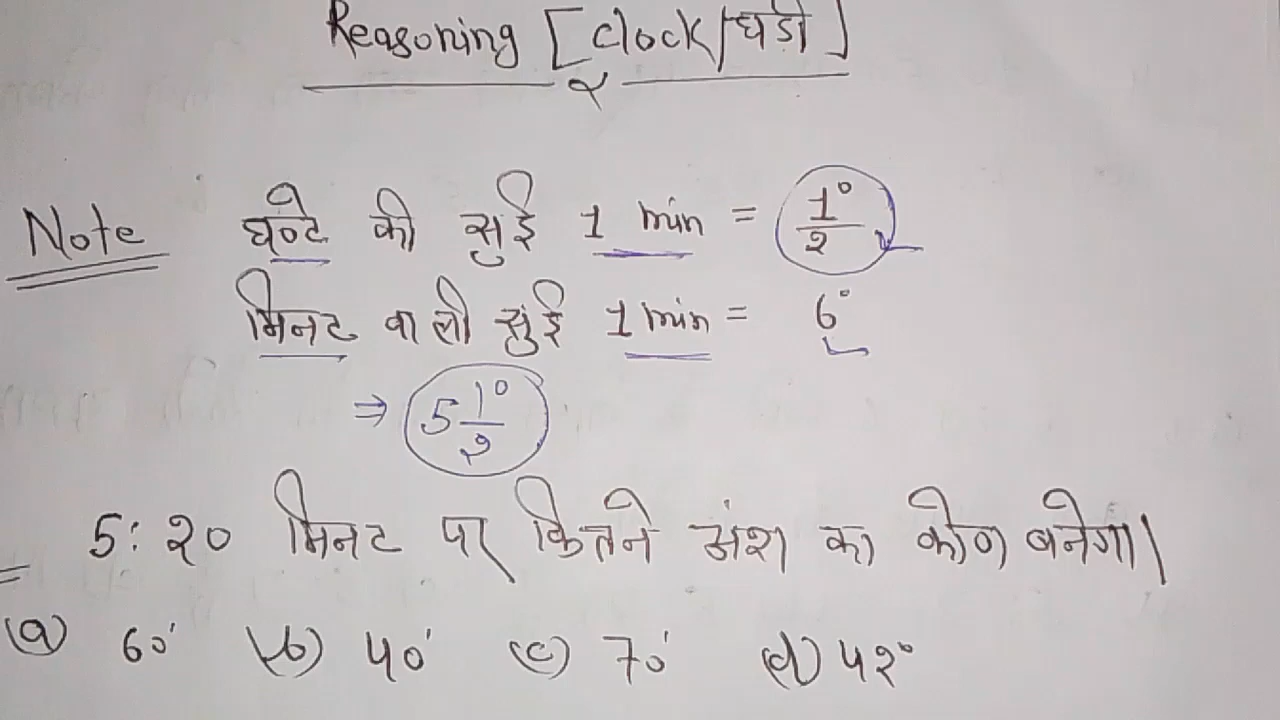 Reasoning [Clock/घडी]
Note घण्टे की सुई 1 min = 1°/2
मिनट वाली सुई 1 min = 6°
⇒ 5 1°/2
5:20 मिनट पर कितने अंश का कोण बनेगा।
(a) 60° (b) 40° (c) 70° (d) 42°